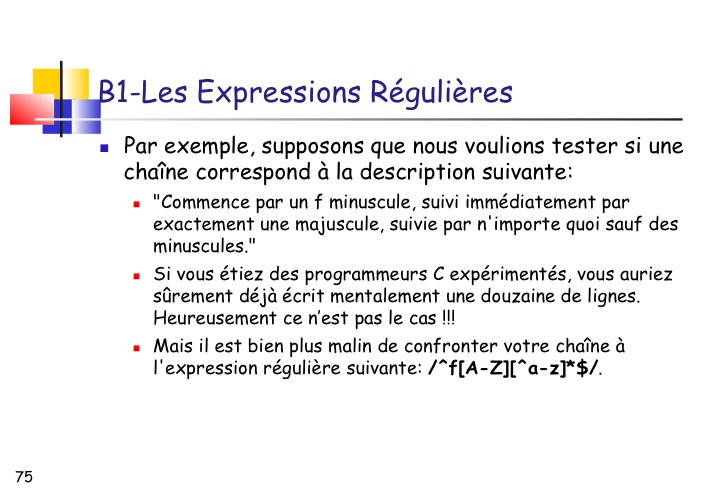 B1-Les Expressions Régulières
Par exemple, supposons que nous voulions tester si une
chaîne correspond à la description suivante:
"Commence par un f minuscule, suivi immédiatement par
exactement une majuscule, suivie par n'importe quoi sauf des
minuscules."
Si vous étiez des programmeurs C expérimentés, vous auriez
sûrement déjà écrit mentalement une douzaine de lignes.
Heureusement ce n’est pas le cas !!!
Mais il est bien plus malin de confronter votre chaîne à
l'expression régulière suivante: /^f[A-Z][^a-z]*$/.
75